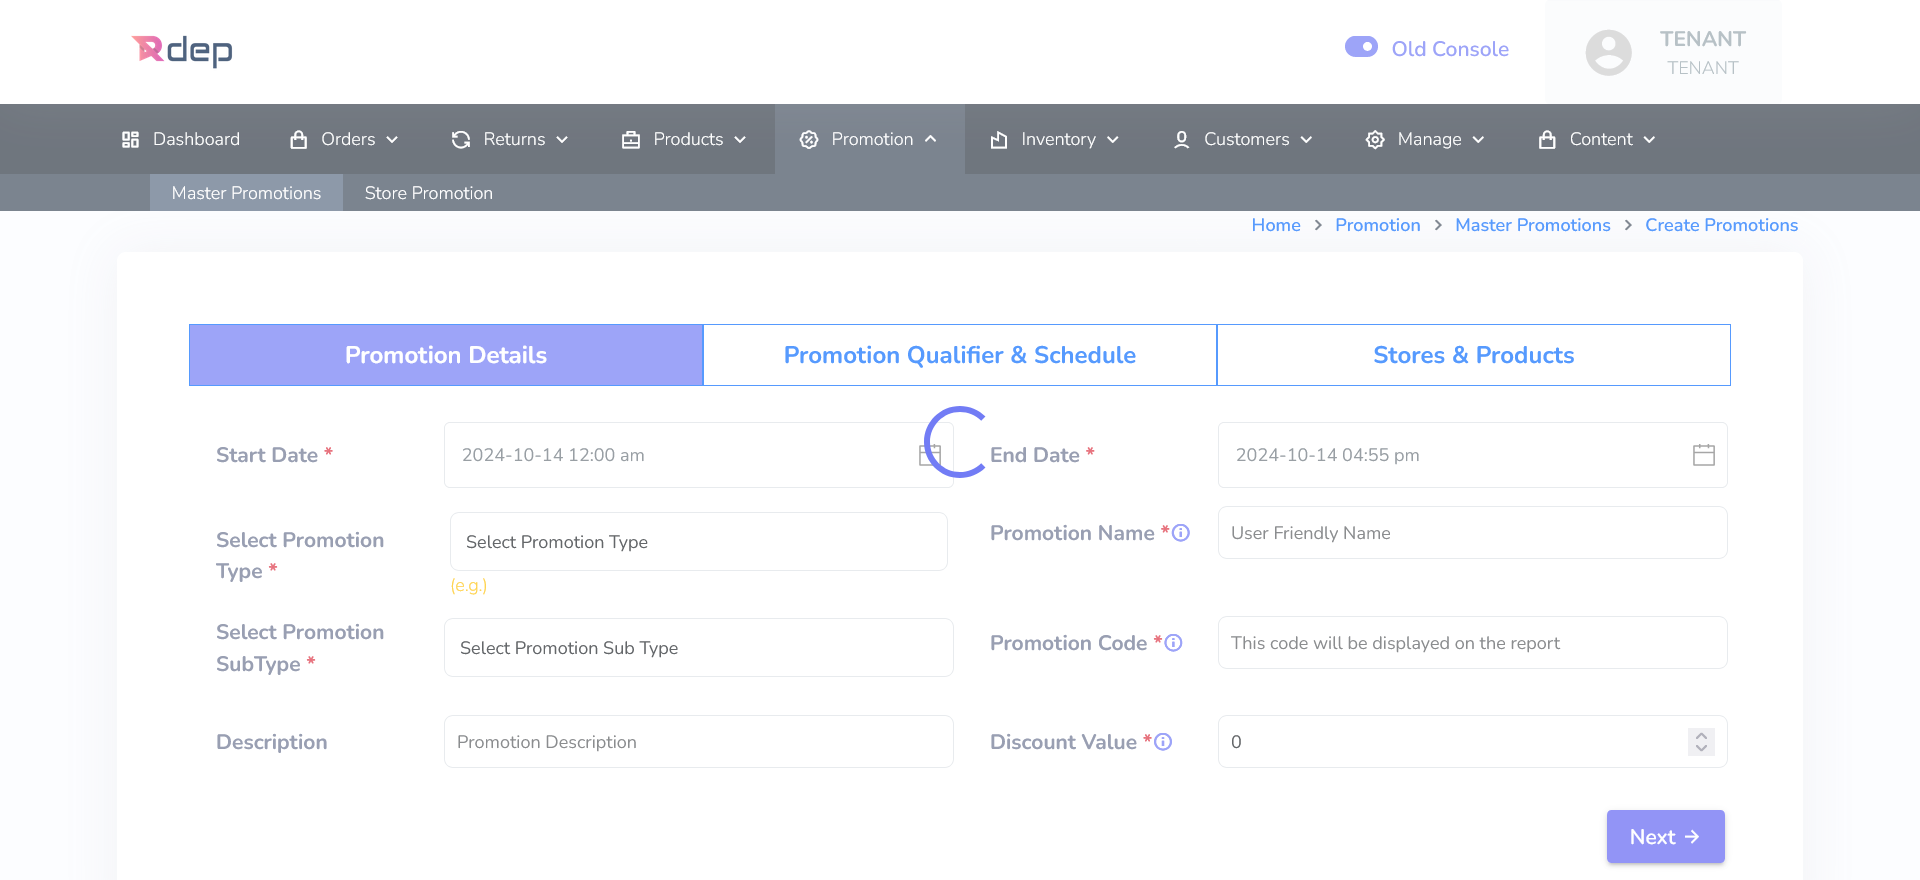 Rdep
Old Console
TENANT
TENANT
Dashboard Orders Returns Products Promotion Inventory Customers Manage Content
Master Promotions Store Promotion
Home > Promotion > Master Promotions > Create Promotions
Promotion Details Promotion Qualifier & Schedule Stores & Products
Start Date * 2024-10-14 12:00 am End Date * 2024-10-14 04:55 pm
Select Promotion Type * Select Promotion Type Promotion Name * User Friendly Name
(e.g.)
Select Promotion SubType * Select Promotion Sub Type Promotion Code * This code will be displayed on the report
Description Promotion Description Discount Value * 0
Next →